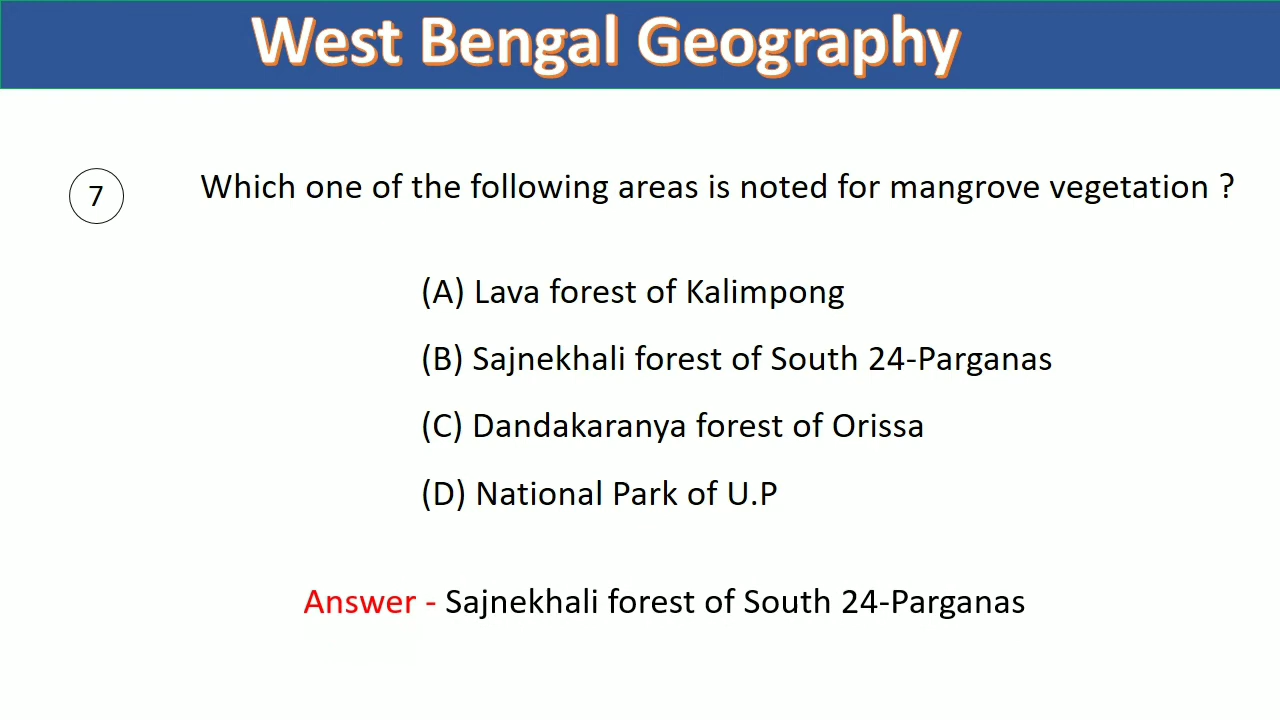 West Bengal Geography
7
Which one of the following areas is noted for mangrove vegetation ?
(A) Lava forest of Kalimpong
(B) Sajnekhali forest of South 24-Parganas
(C) Dandakaranya forest of Orissa
(D) National Park of U.P
Answer - Sajnekhali forest of South 24-Parganas